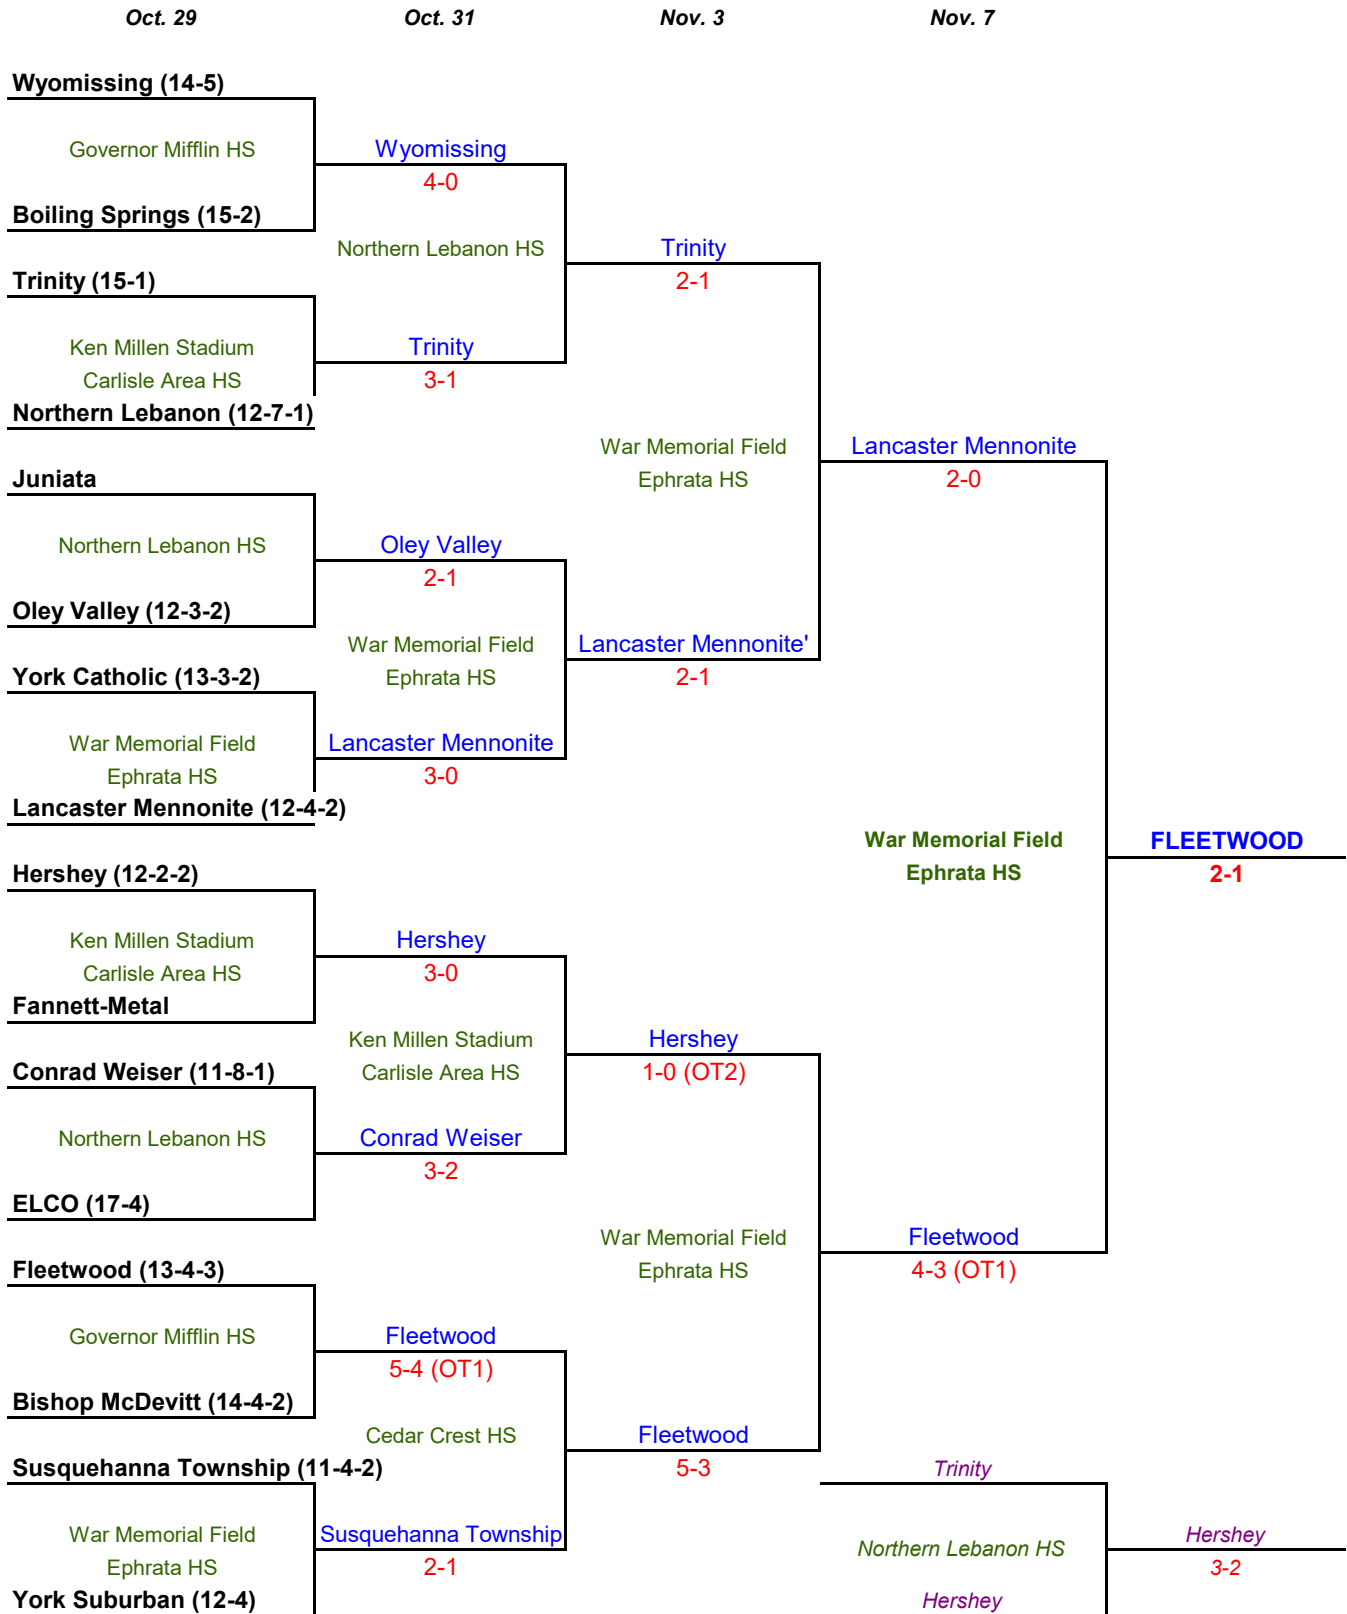 Oct. 29 Oct. 31 Nov. 3 Nov. 7
Wyomissing (14-5)
Governor Mifflin HS Wyomissing
4-0
Boiling Springs (15-2)
Northern Lebanon HS Trinity
Trinity (15-1) 2-1
Ken Millen Stadium Trinity
Carlisle Area HS 3-1
Northern Lebanon (12-7-1)
War Memorial Field Lancaster Mennonite
Juniata Ephrata HS 2-0
Northern Lebanon HS Oley Valley
2-1
Oley Valley (12-3-2)
War Memorial Field Lancaster Mennonite'
York Catholic (13-3-2) Ephrata HS 2-1
War Memorial Field Lancaster Mennonite
Ephrata HS 3-0
Lancaster Mennonite (12-4-2)
War Memorial Field FLEETWOOD
Hershey (12-2-2) Ephrata HS 2-1
Ken Millen Stadium Hershey
Carlisle Area HS 3-0
Fannett-Metal
Ken Millen Stadium Hershey
Conrad Weiser (11-8-1) Carlisle Area HS 1-0 (OT2)
Northern Lebanon HS Conrad Weiser
3-2
ELCO (17-4)
War Memorial Field Fleetwood
Fleetwood (13-4-3) Ephrata HS 4-3 (OT1)
Governor Mifflin HS Fleetwood
5-4 (OT1)
Bishop McDevitt (14-4-2)
Cedar Crest HS Fleetwood
Susquehanna Township (11-4-2) 5-3 Trinity
War Memorial Field Susquehanna Township Northern Lebanon HS Hershey
Ephrata HS 2-1 3-2
York Suburban (12-4) Hershey